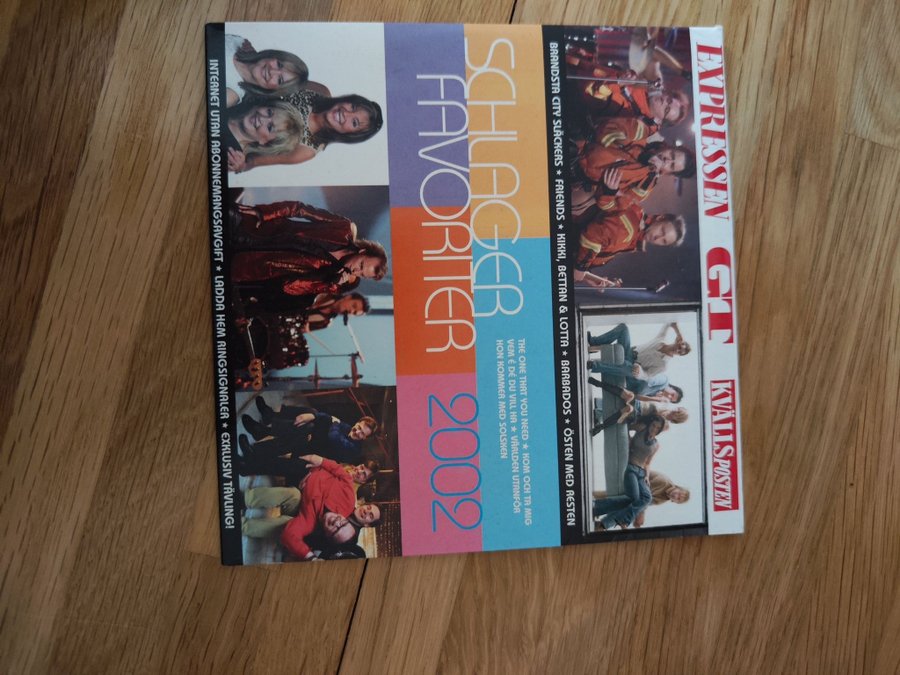 EXPRESSEN GT KVÄLLSPOSTEN
BRANDSTA CITY SLÄCKERS ★ FRIENDS ★ KIKKI, BETTAN & LOTTA ★ BARBADOS ★ ÖSTEN MED RESTEN
SCHLAGER
FAVORITER 2002
THE ONE THAT YOU NEED ★ KOM OCH TA MIG
VEM É DÉ DU VILL HA ★ VÄRLDEN UTANFÖR
HON KOMMER MED SOLSKEN
INTERNET UTAN ABONNEMANGSAVGIFT ★ LADDA HEM RINGSIGNALER ★ EXKLUSIV TÄVLING!